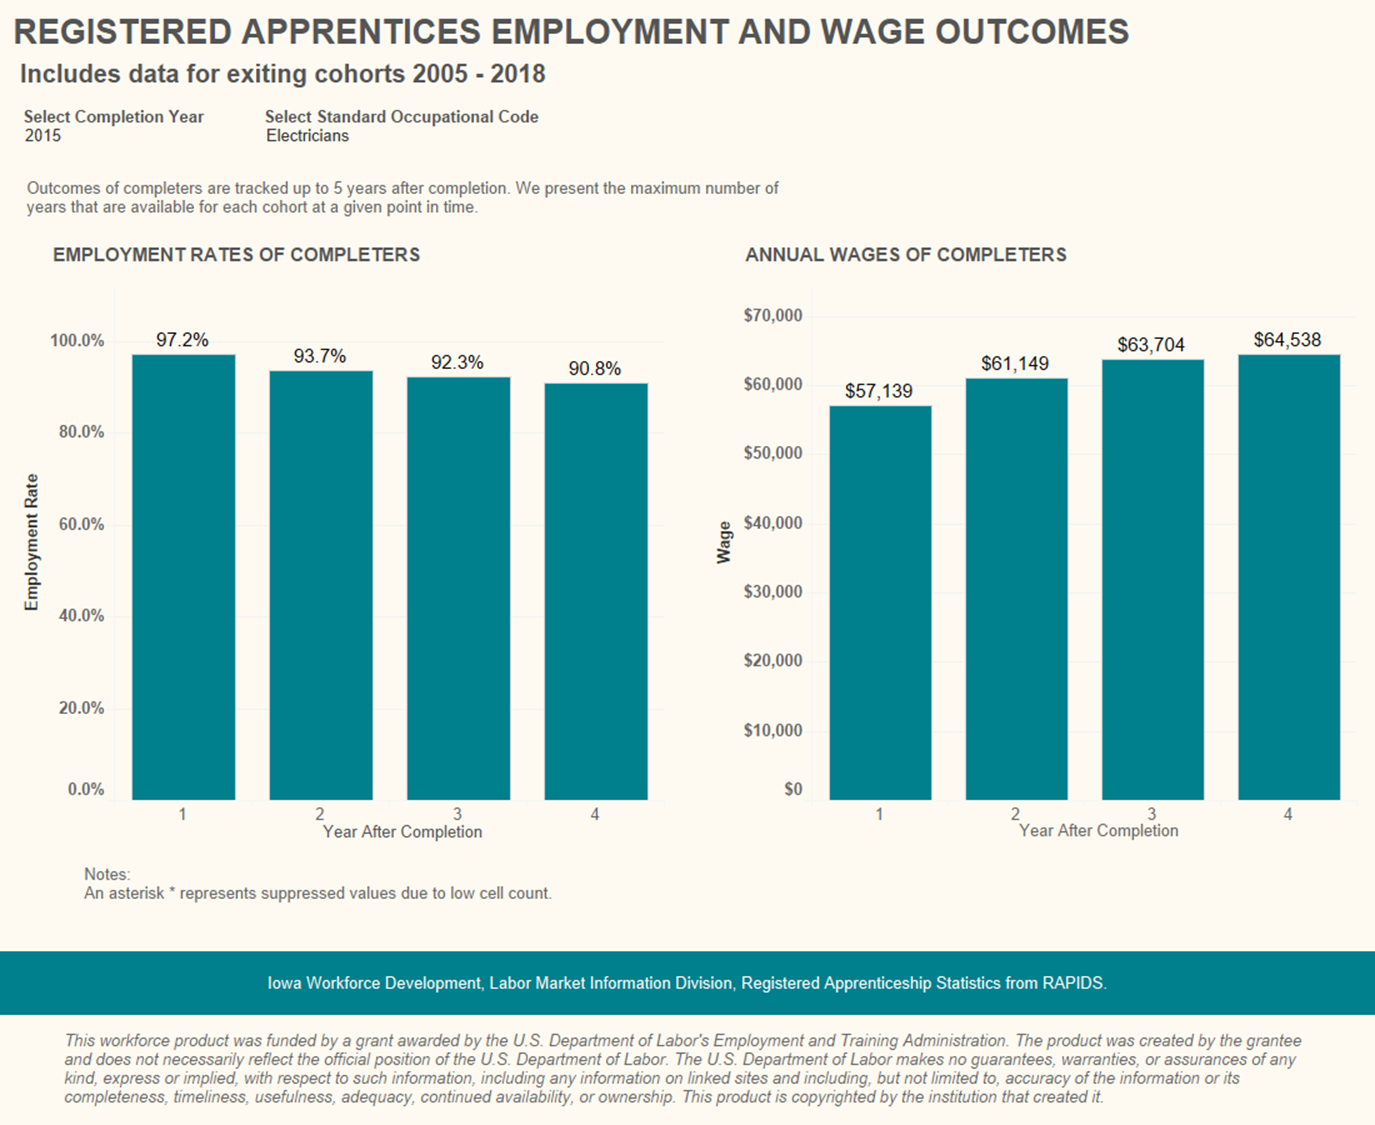 REGISTERED APPRENTICES EMPLOYMENT AND WAGE OUTCOMES
Includes data for exiting cohorts 2005 - 2018
Select Completion Year
2015
Select Standard Occupational Code
Electricians
Outcomes of completers are tracked up to 5 years after completion. We present the maximum number of
years that are available for each cohort at a given point in time.
EMPLOYMENT RATES OF COMPLETERS
Employment Rate
100.0%
80.0%
60.0%
40.0%
20.0%
0.0%
97.2%
93.7%
92.3%
90.8%
1
2
3
4
Year After Completion
ANNUAL WAGES OF COMPLETERS
Wage
$70,000
$60,000
$50,000
$40,000
$30,000
$20,000
$10,000
$0
$57,139
$61,149
$63,704
$64,538
1
2
3
4
Year After Completion
Notes:
An asterisk * represents suppressed values due to low cell count.
Iowa Workforce Development, Labor Market Information Division, Registered Apprenticeship Statistics from RAPIDS.
This workforce product was funded by a grant awarded by the U.S. Department of Labor's Employment and Training Administration. The product was created by the grantee
and does not necessarily reflect the official position of the U.S. Department of Labor. The U.S. Department of Labor makes no guarantees, warranties, or assurances of any
kind, express or implied, with respect to such information, including any information on linked sites and including, but not limited to, accuracy of the information or its
completeness, timeliness, usefulness, adequacy, continued availability, or ownership. This product is copyrighted by the institution that created it.